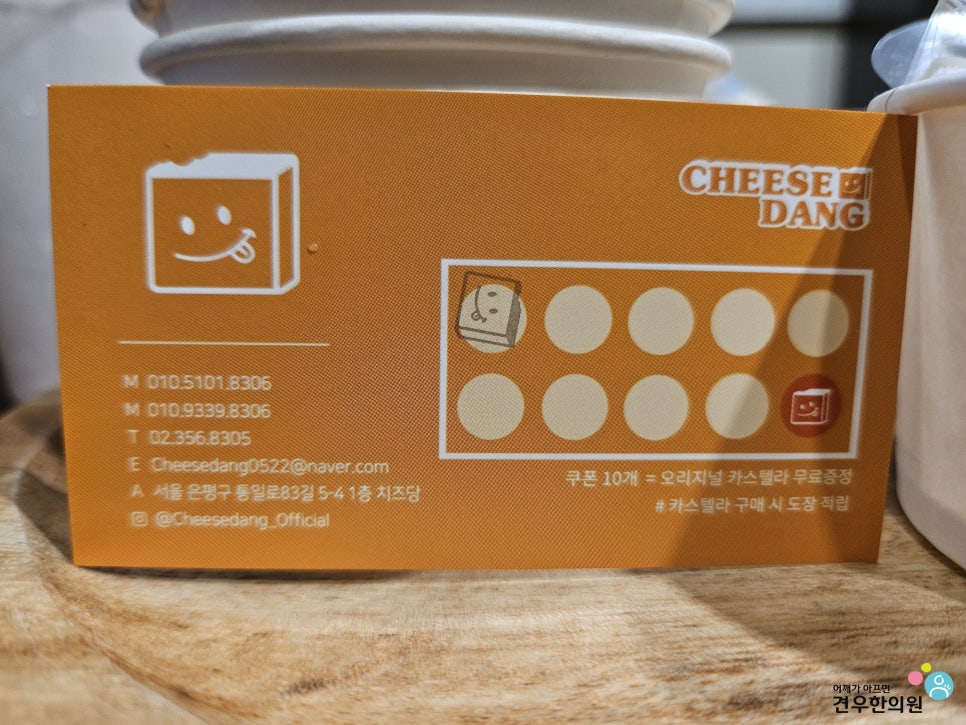 CHEESE
DANG
M 010.5101.8306
M 010.9339.8306
T 02.356.8305
E Cheesedang0522@naver.com
A 서울 은평구 통일로83길 5-4 1층 치즈당
@Cheesedang_Official
쿠폰 10개 = 오리지널 카스텔라 무료증정
# 카스텔라 구매 시 도장 적립
어깨가 아프면
견우한의원